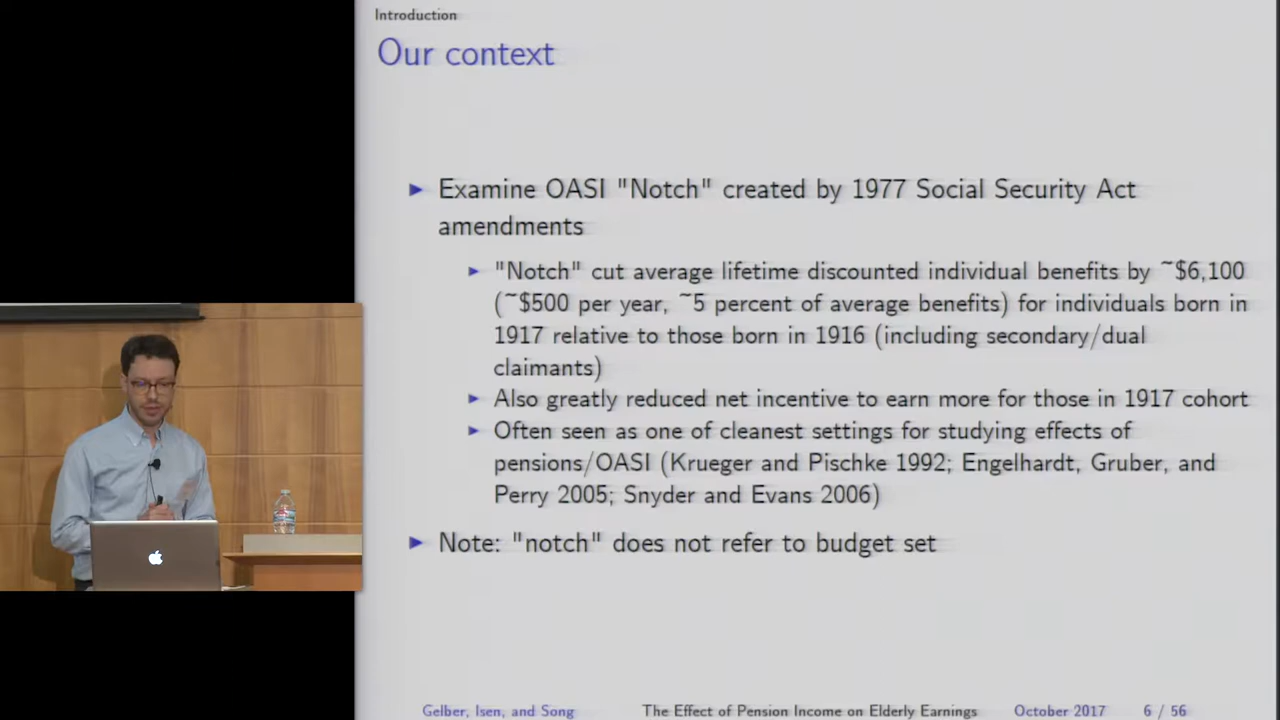 Introduction
Our context
Examine OASI "Notch" created by 1977 Social Security Act
amendments
"Notch" cut average lifetime discounted individual benefits by ~$6,100
(~$500 per year, ~5 percent of average benefits) for individuals born in
1917 relative to those born in 1916 (including secondary/dual
claimants)
Also greatly reduced net incentive to earn more for those in 1917 cohort
Often seen as one of cleanest settings for studying effects of
pensions/OASI (Krueger and Pischke 1992; Engelhardt, Gruber, and
Perry 2005; Snyder and Evans 2006)
Note: "notch" does not refer to budget set
Gelber, Isen, and Song The Effect of Pension Income on Elderly Earnings October 2017 6 / 56